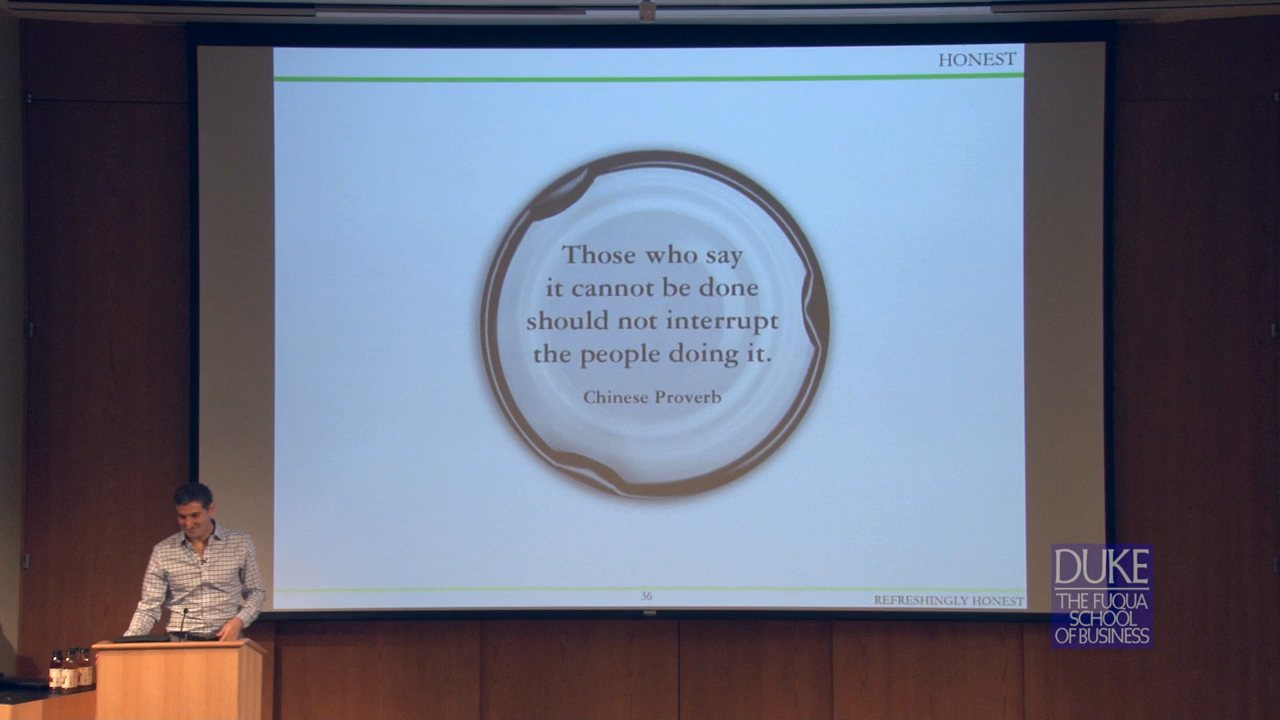 HONEST
Those who say
it cannot be done
should not interrupt
the people doing it.
Chinese Proverb
36
REFRESHINGLY HONEST
DUKE
THE FUQUA
SCHOOL
OF BUSINESS